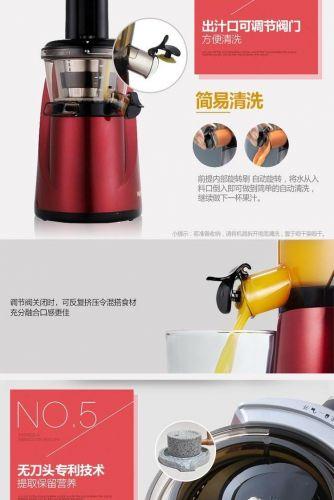 出汁口可调节阀门
方便清洗
简易清洗
前提内部旋转刷 自动旋转，将水从入
料口倒入即可做到简单的自动清洗，
继续做下一杯果汁。
调节阀关闭时，可反复挤压令混搭食材
充分融合口感更佳
NO.5
无刀头专利技术
提取保留营养